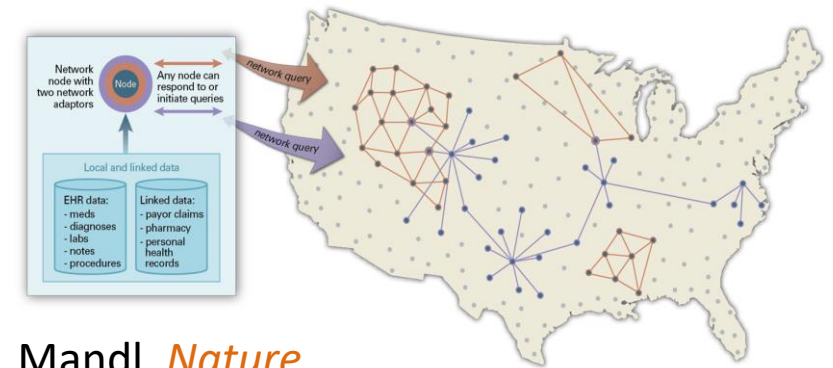 Network
node with
two network
adaptors
Node
Any node can
respond to or
initiate queries
network query
network query
Local and linked data
EHR data:
- meds
- diagnoses
- labs
- notes
- procedures
Linked data:
- payor claims
- pharmacy
- personal
health
records
Mandl, Nature